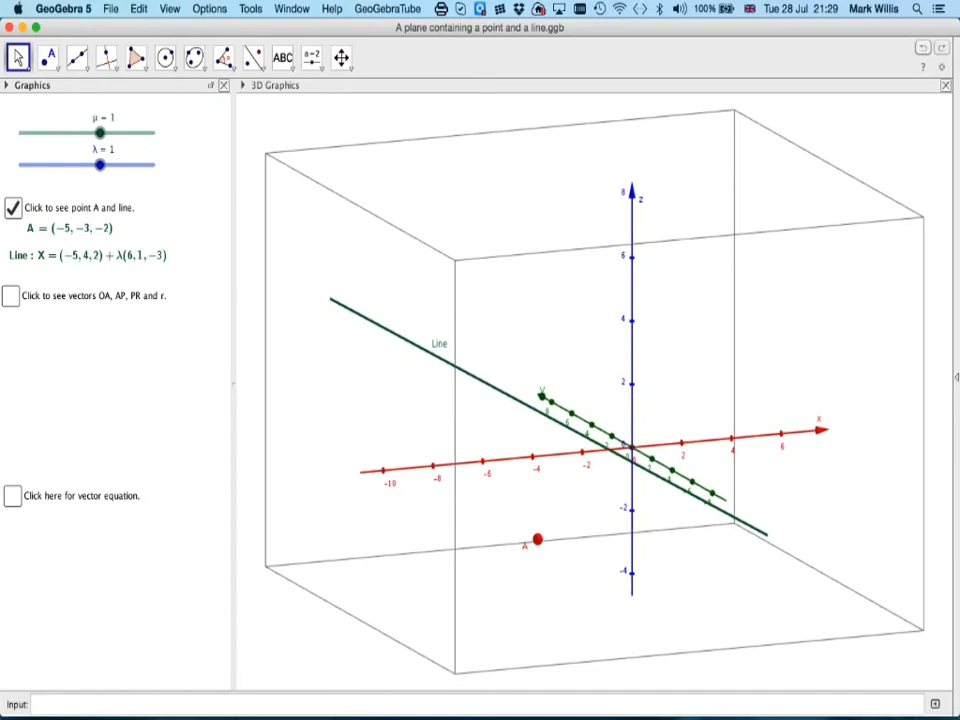 GeoGebra 5 File Edit View Options Tools Window Help GeoGebraTube 100% Tue 28 Jul 21:29 Mark Willis
A plane containing a point and a line.ggb
ABC a=2
Graphics
3D Graphics
μ = 1
λ = 1
Click to see point A and line.
A = (−5, −3, −2)
Line : X = (−5, 4, 2) + λ(6, 1, −3)
Click to see vectors OA, AP, PR and r.
Click here for vector equation.
8 z
6
4
2
0
-2
-4
Line
y
x
-10 -8 -6 -4 -2 2 4 6
A
Input: